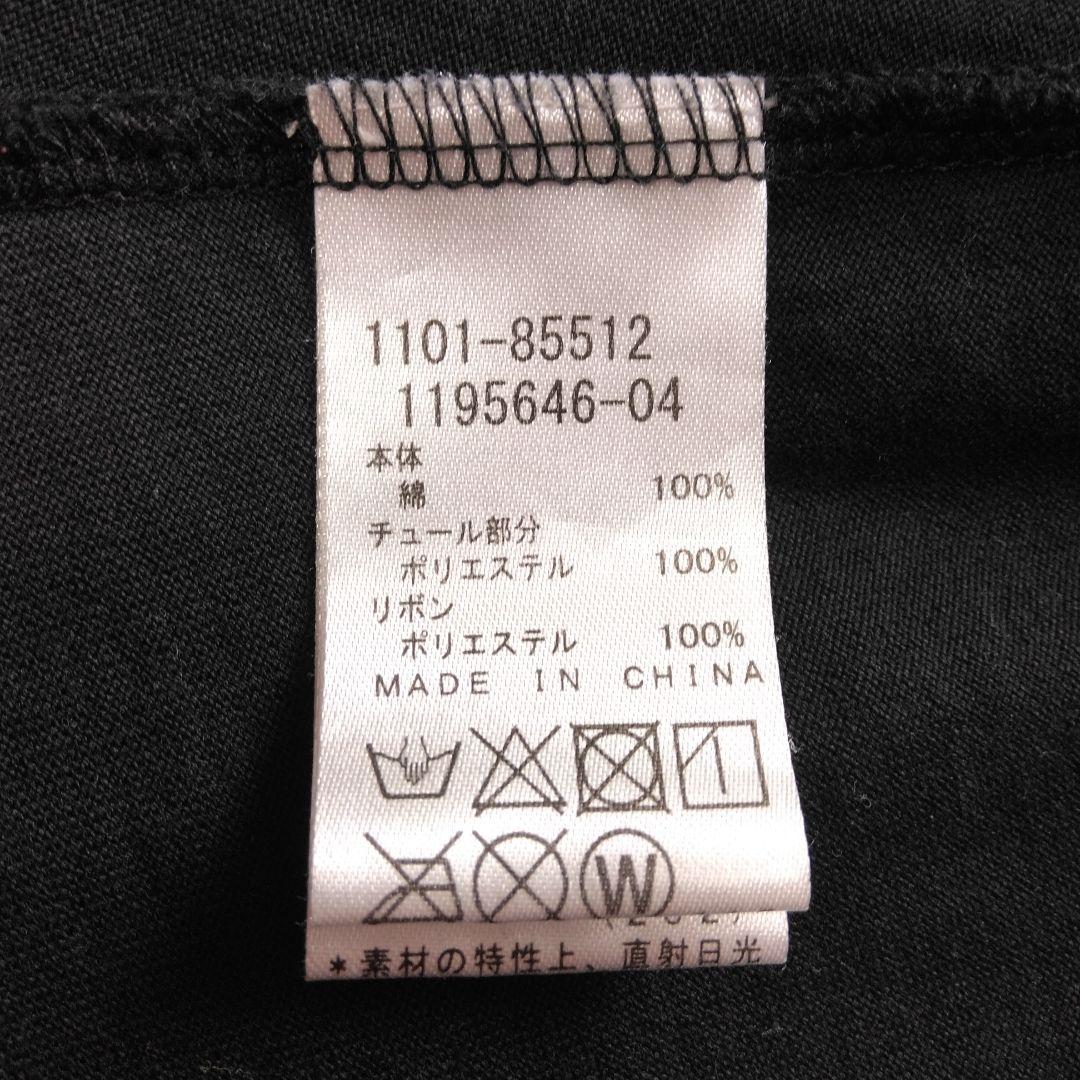 1101-85512
1195646-04
本体
綿 100%
チュール部分
ポリエステル 100%
リボン
ポリエステル 100%
MADE IN CHINA
W
*素材の特性上、直射日光